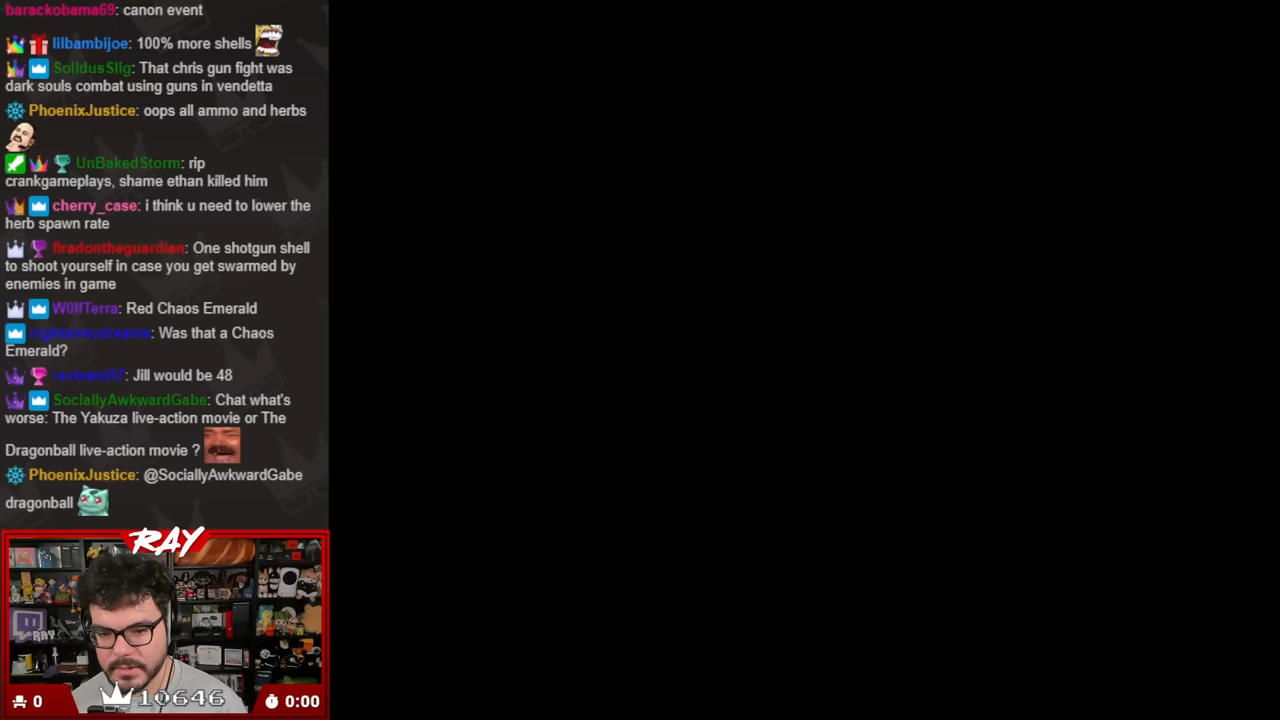 barackobama69: canon event
lilbambijoe: 100% more shells
SolidusSlig: That chris gun fight was
dark souls combat using guns in vendetta
PhoenixJustice: oops all ammo and herbs
UnBakedStorm: rip
crankgameplays, shame ethan killed him
cherry_case: i think u need to lower the
herb spawn rate
firadontheguardian: One shotgun shell
to shoot yourself in case you get swarmed by
enemies in game
W0lfTerra: Red Chaos Emerald
nightsintodreams: Was that a Chaos
Emerald?
revinant97: Jill would be 48
SociallyAwkwardGabe: Chat what's
worse: The Yakuza live-action movie or The
Dragonball live-action movie ?
PhoenixJustice: @SociallyAwkwardGabe
dragonball
RAY
RAY
0
10646
0:00